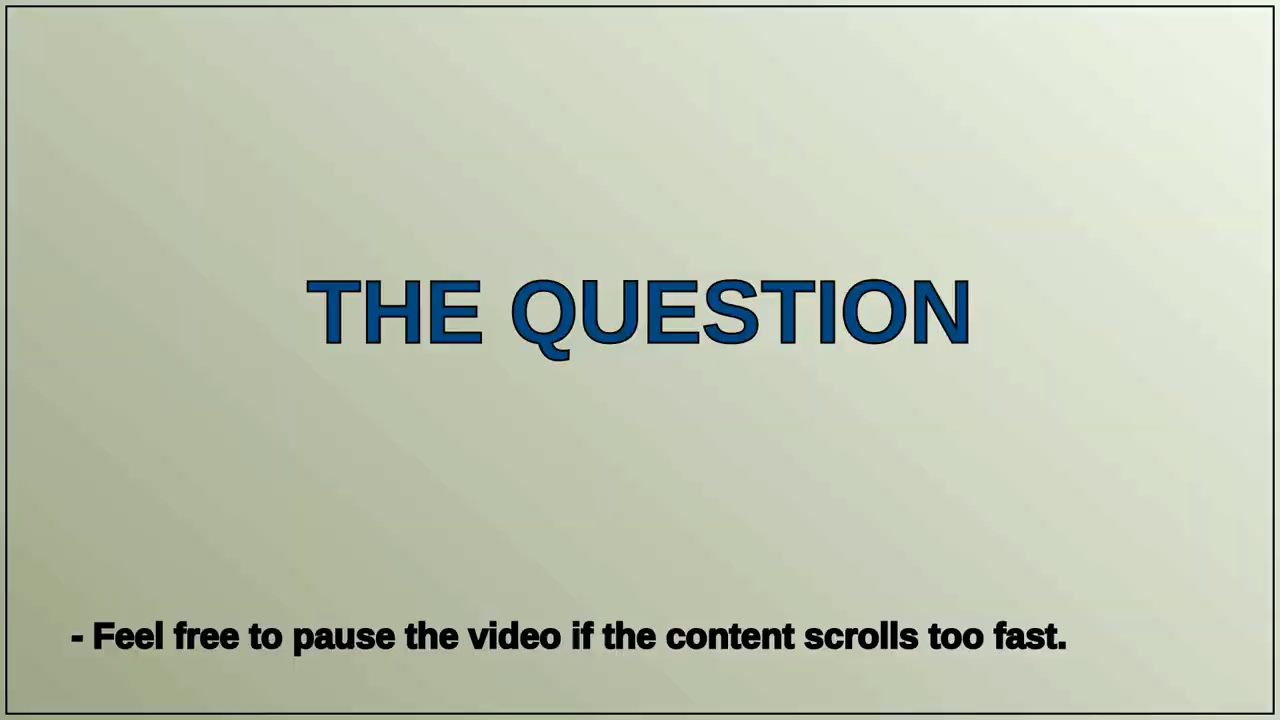 THE QUESTION
- Feel free to pause the video if the content scrolls too fast.